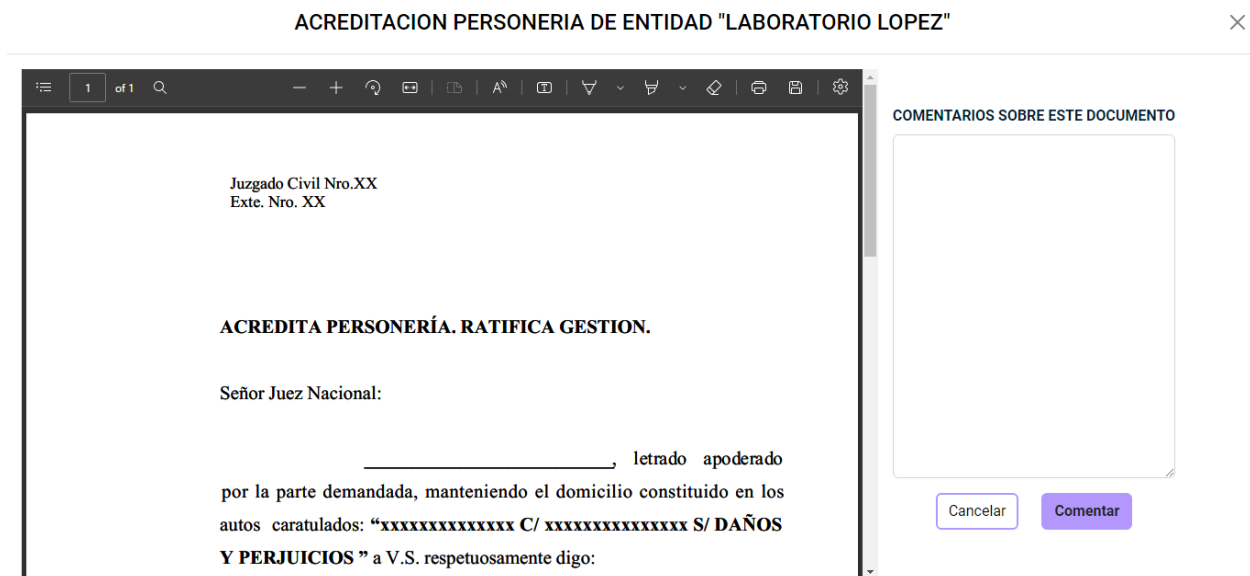 ACREDITACION PERSONERIA DE ENTIDAD "LABORATORIO LOPEZ"
1 of 1
COMENTARIOS SOBRE ESTE DOCUMENTO
Juzgado Civil Nro.XX
Exte. Nro. XX
ACREDITA PERSONERÍA. RATIFICA GESTION.
Señor Juez Nacional:
__________________________, letrado apoderado
por la parte demandada, manteniendo el domicilio constituido en los
autos caratulados: “xxxxxxxxxxxxxx C/ xxxxxxxxxxxxxxx S/ DAÑOS
Y PERJUICIOS ” a V.S. respetuosamente digo:
Cancelar
Comentar